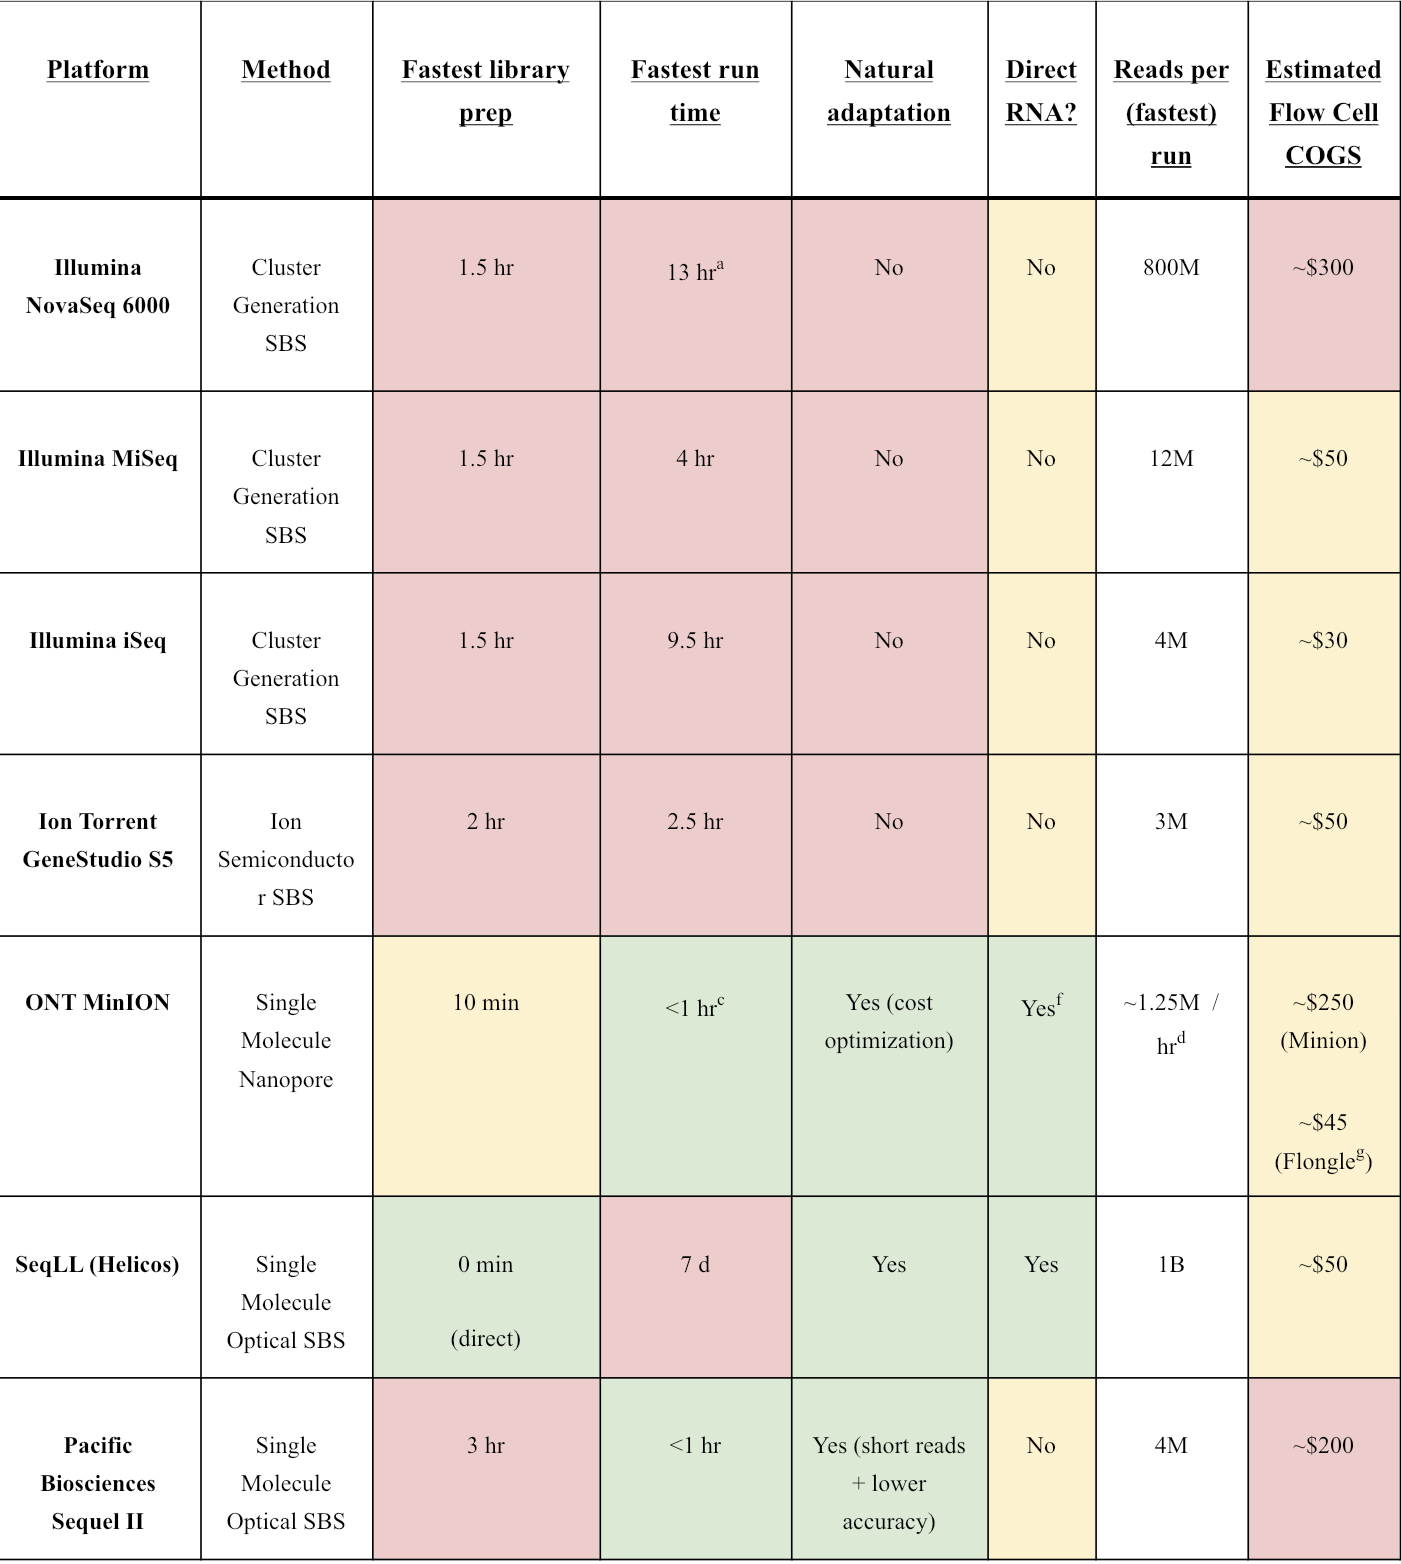 Platform
Method
Fastest library
prep
Fastest run
time
Natural
adaptation
Direct
RNA?
Reads per
(fastest)
run
Estimated
Flow Cell
COGS
Illumina
NovaSeq 6000
Cluster
Generation
SBS
1.5 hr
13 hrᵃ
No
No
800M
~$300
Illumina MiSeq
Cluster
Generation
SBS
1.5 hr
4 hr
No
No
12M
~$50
Illumina iSeq
Cluster
Generation
SBS
1.5 hr
9.5 hr
No
No
4M
~$30
Ion Torrent
GeneStudio S5
Ion
Semiconducto
r SBS
2 hr
2.5 hr
No
No
3M
~$50
ONT MinION
Single
Molecule
Nanopore
10 min
<1 hrᶜ
Yes (cost
optimization)
Yesᶠ
~1.25M /
hrᵈ
~$250
(Minion)
~$45
(Flongleᵍ)
SeqLL (Helicos)
Single
Molecule
Optical SBS
0 min
(direct)
7 d
Yes
Yes
1B
~$50
Pacific
Biosciences
Sequel II
Single
Molecule
Optical SBS
3 hr
<1 hr
Yes (short reads
+ lower
accuracy)
No
4M
~$200